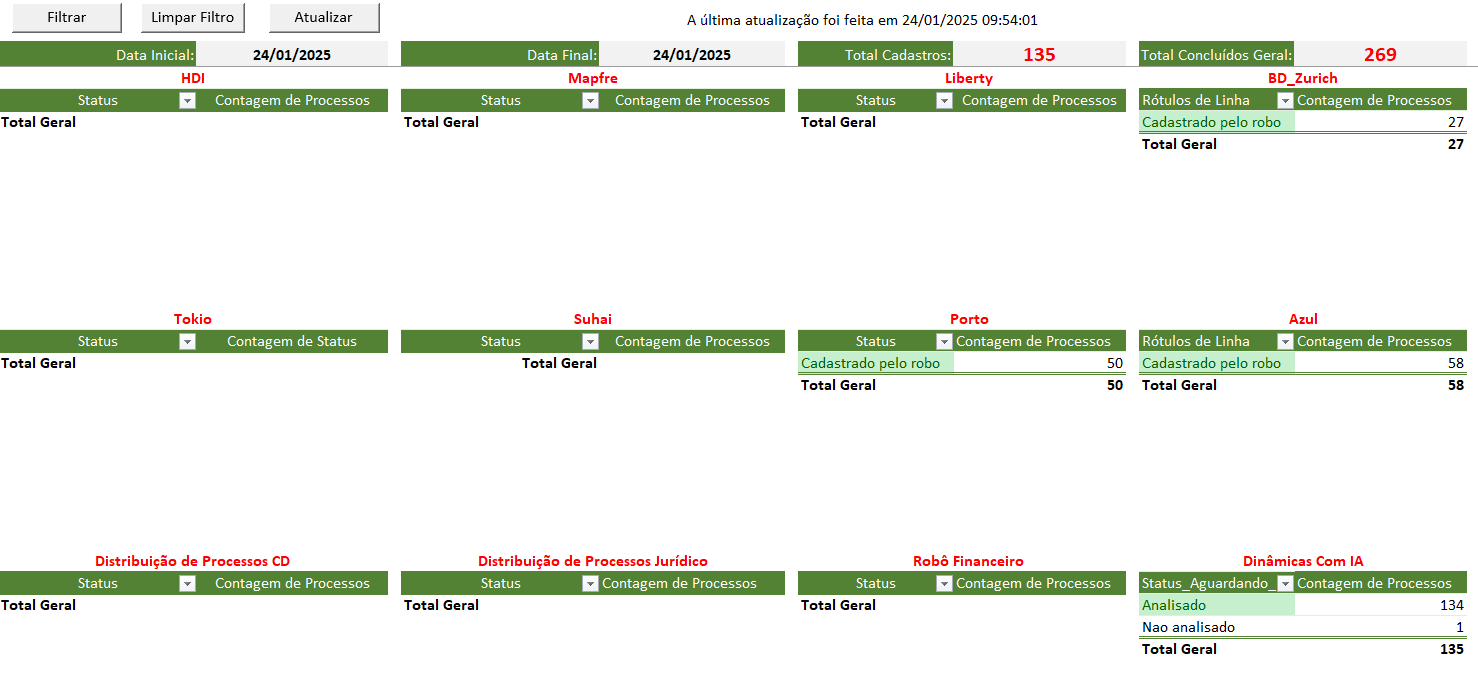 Filtrar Limpar Filtro Atualizar A última atualização foi feita em 24/01/2025 09:54:01
Data Inicial: 24/01/2025 Data Final: 24/01/2025 Total Cadastros: 135 Total Concluídos Geral: 269
HDI Mapfre Liberty BD_Zurich
Status Contagem de Processos Status Contagem de Processos Status Contagem de Processos Rótulos de Linha Contagem de Processos
Total Geral Total Geral Total Geral Cadastrado pelo robo 27
Total Geral 27
Tokio Suhai Porto Azul
Status Contagem de Status Status Contagem de Processos Status Contagem de Processos Rótulos de Linha Contagem de Processos
Total Geral Total Geral Cadastrado pelo robo 50 Cadastrado pelo robo 58
Total Geral 50 Total Geral 58
Distribuição de Processos CD Distribuição de Processos Jurídico Robô Financeiro Dinâmicas Com IA
Status Contagem de Processos Status Contagem de Processos Status Contagem de Processos Status_Aguardando_ Contagem de Processos
Total Geral Total Geral Total Geral Analisado 134
Nao analisado 1
Total Geral 135